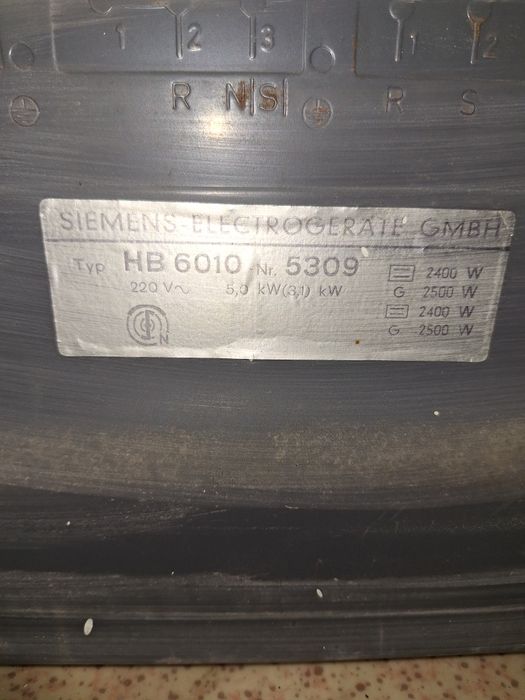 1 2 3 1 2
R N S R S
SIEMENS-ELECTROGERÄTE GMBH
Typ HB 6010 Nr. 5309 2400 W
220 V~ 5,0 kW(3,1) kW G 2500 W
2400 W
N G 2500 W